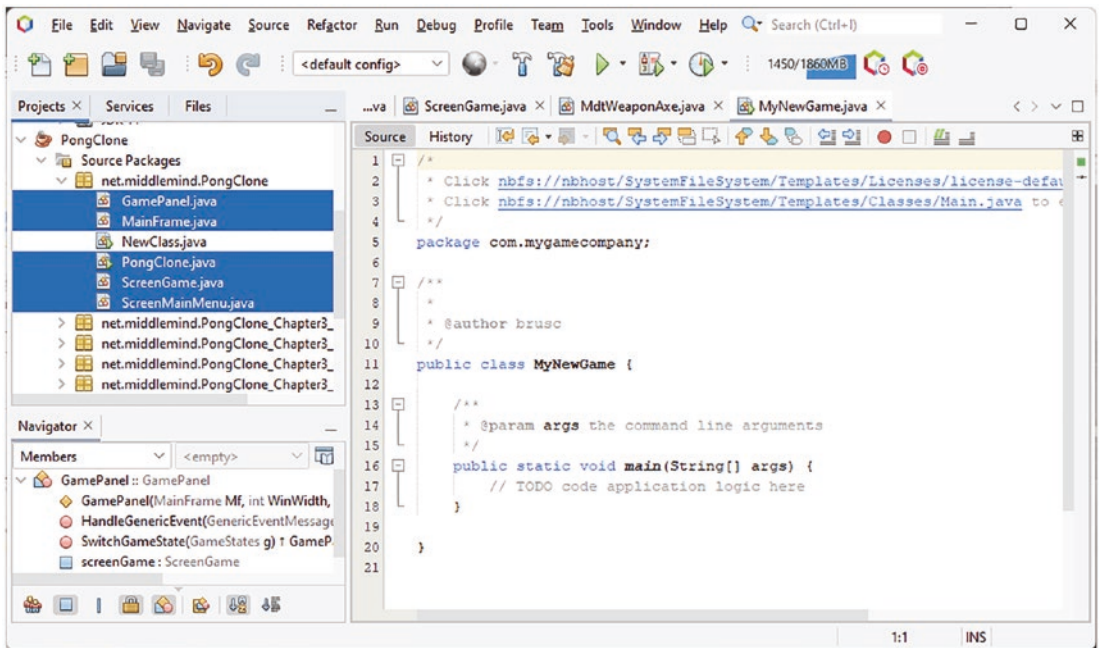 File Edit View Navigate Source Refactor Run Debug Profile Team Tools Window Help Search (Ctrl+I)
<default config> 1450/1860MB
Projects × Services Files
PongClone
Source Packages
net.middlemind.PongClone
GamePanel.java
MainFrame.java
NewClass.java
PongClone.java
ScreenGame.java
ScreenMainMenu.java
net.middlemind.PongClone_Chapter3_
net.middlemind.PongClone_Chapter3_
net.middlemind.PongClone_Chapter3_
net.middlemind.PongClone_Chapter3_
Navigator ×
Members <empty>
GamePanel :: GamePanel
GamePanel(MainFrame Mf, int WinWidth,
HandleGenericEvent(GenericEventMessage
SwitchGameState(GameStates g) ↑ GameP
screenGame : ScreenGame
...va ScreenGame.java × MdtWeaponAxe.java × MyNewGame.java ×
Source History
1 /*
2 * Click nbfs://nbhost/SystemFileSystem/Templates/Licenses/license-defau
3 * Click nbfs://nbhost/SystemFileSystem/Templates/Classes/Main.java to e
4 */
5 package com.mygamecompany;
6
7 /**
8 *
9 * @author brusc
10 */
11 public class MyNewGame {
12
13 /**
14 * @param args the command line arguments
15 */
16 public static void main(String[] args) {
17 // TODO code application logic here
18 }
19
20 }
21
1:1 INS